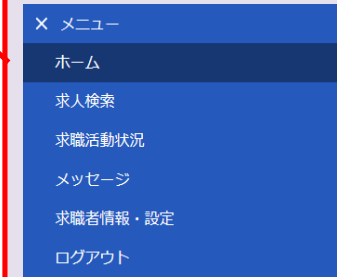 × メニュー
ホーム
求人検索
求職活動状況
メッセージ
求職者情報・設定
ログアウト